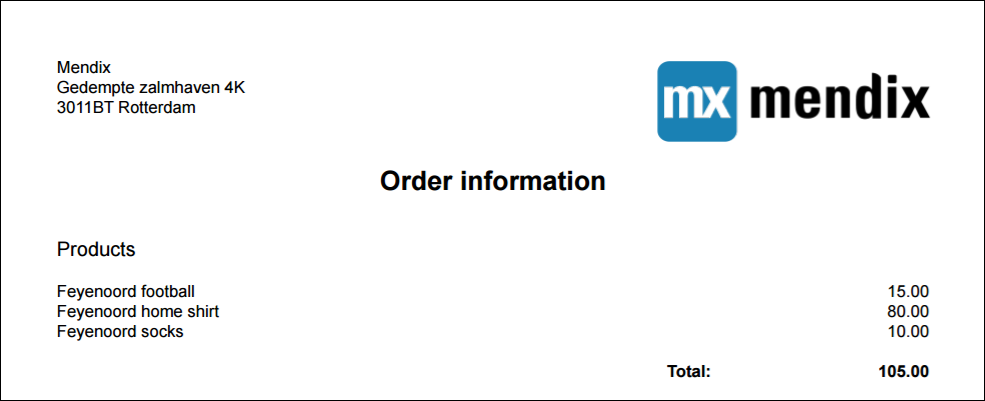 Mendix
Gedempte zalmhaven 4K
3011BT Rotterdam
mx mendix
Order information
Products
Feyenoord football 15.00
Feyenoord home shirt 80.00
Feyenoord socks 10.00
Total: 105.00